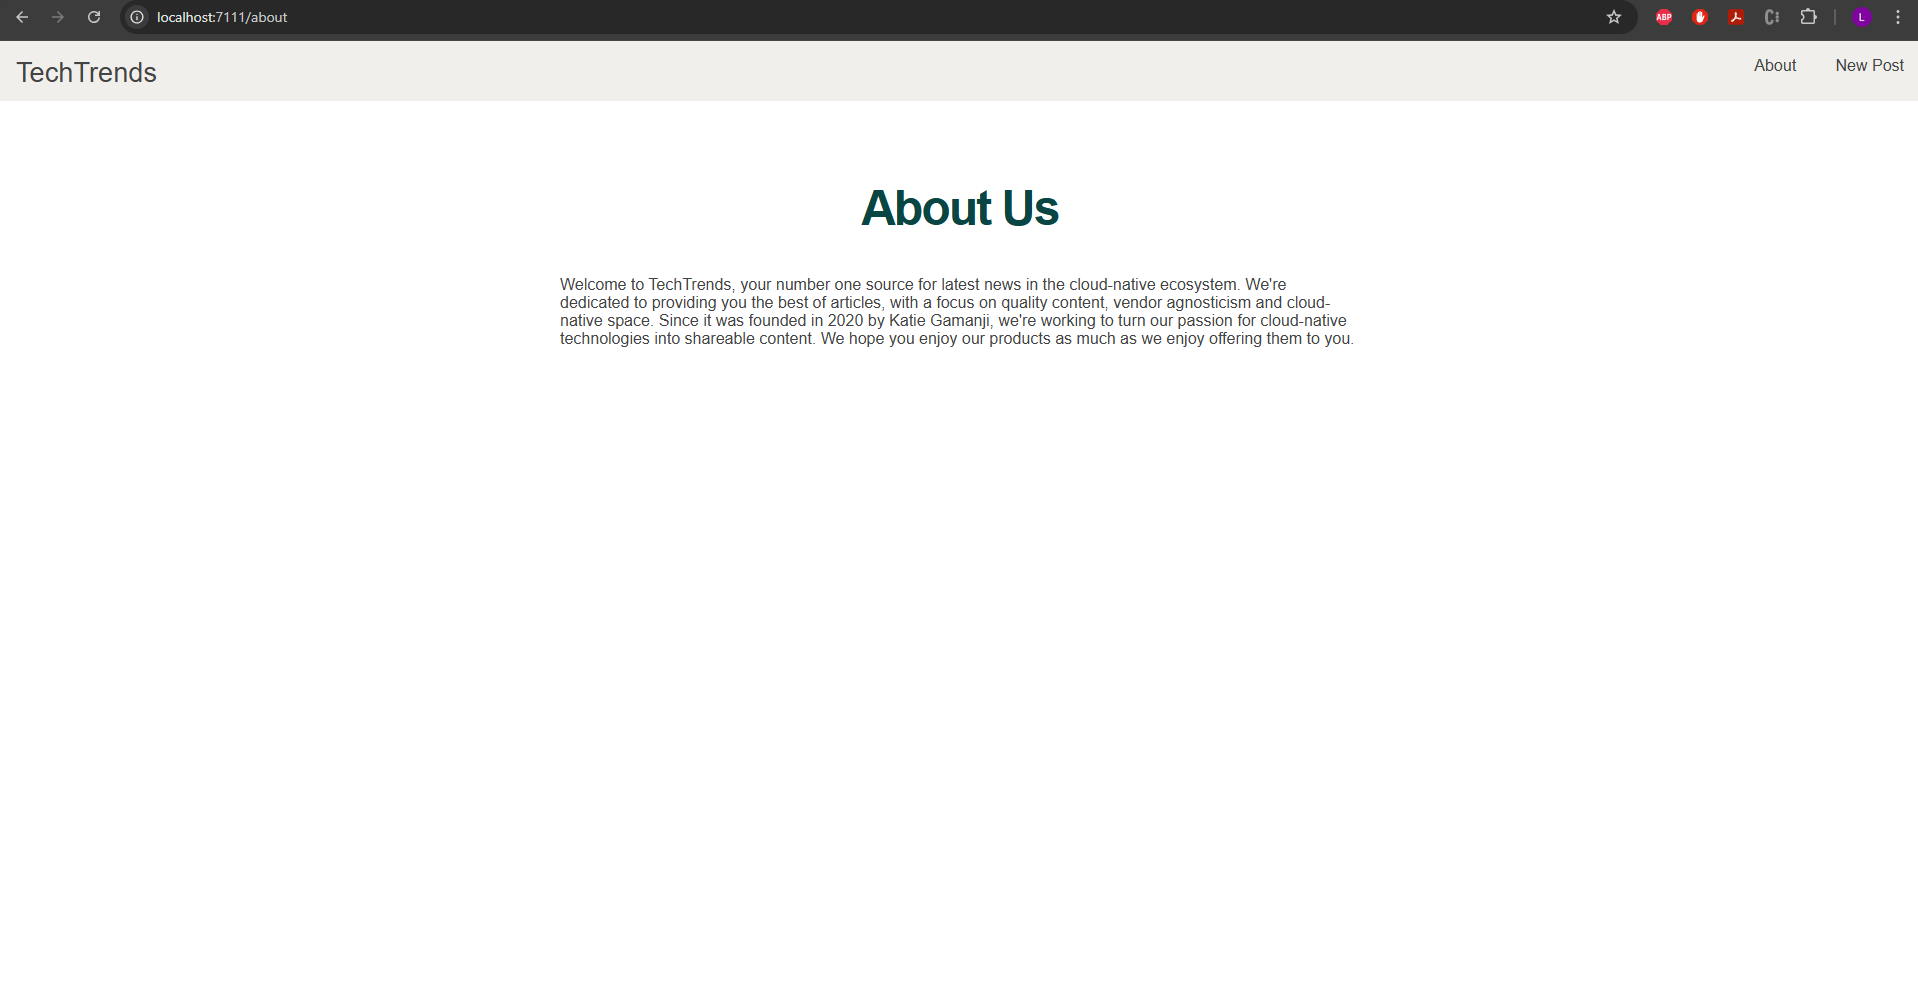 localhost:7111/about
ABP
L
TechTrends
About
New Post
About Us
Welcome to TechTrends, your number one source for latest news in the cloud-native ecosystem. We're
dedicated to providing you the best of articles, with a focus on quality content, vendor agnosticism and cloud-
native space. Since it was founded in 2020 by Katie Gamanji, we're working to turn our passion for cloud-native
technologies into shareable content. We hope you enjoy our products as much as we enjoy offering them to you.